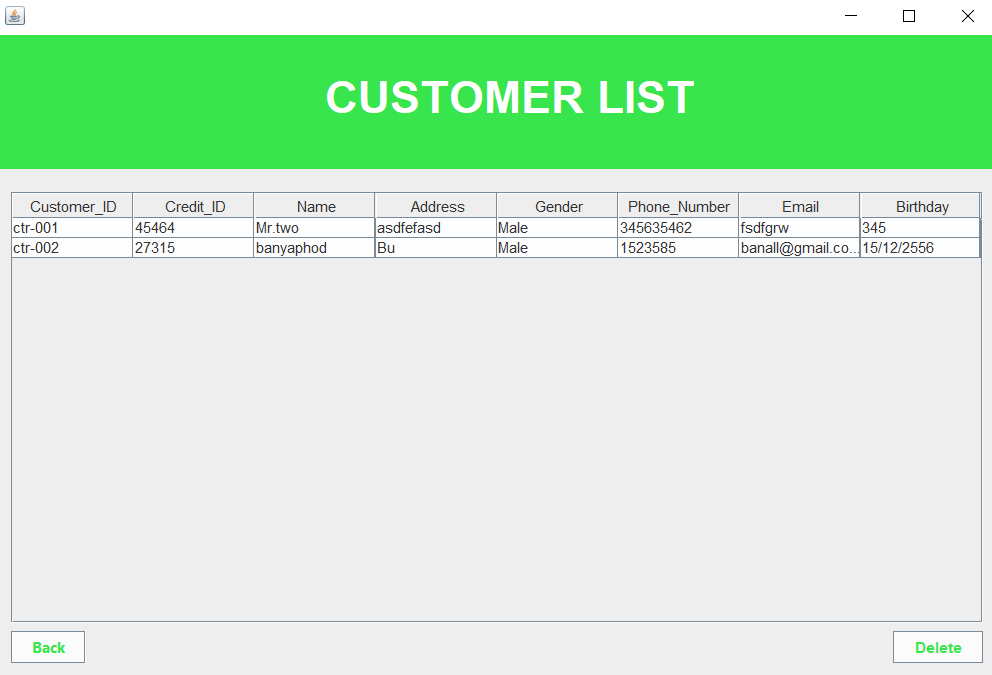 CUSTOMER LIST
Customer_ID Credit_ID Name Address Gender Phone_Number Email Birthday
ctr-001 45464 Mr.two asdfefasd Male 345635462 fsdfgrw 345
ctr-002 27315 banyaphod Bu Male 1523585 banall@gmail.co... 15/12/2556
Back Delete